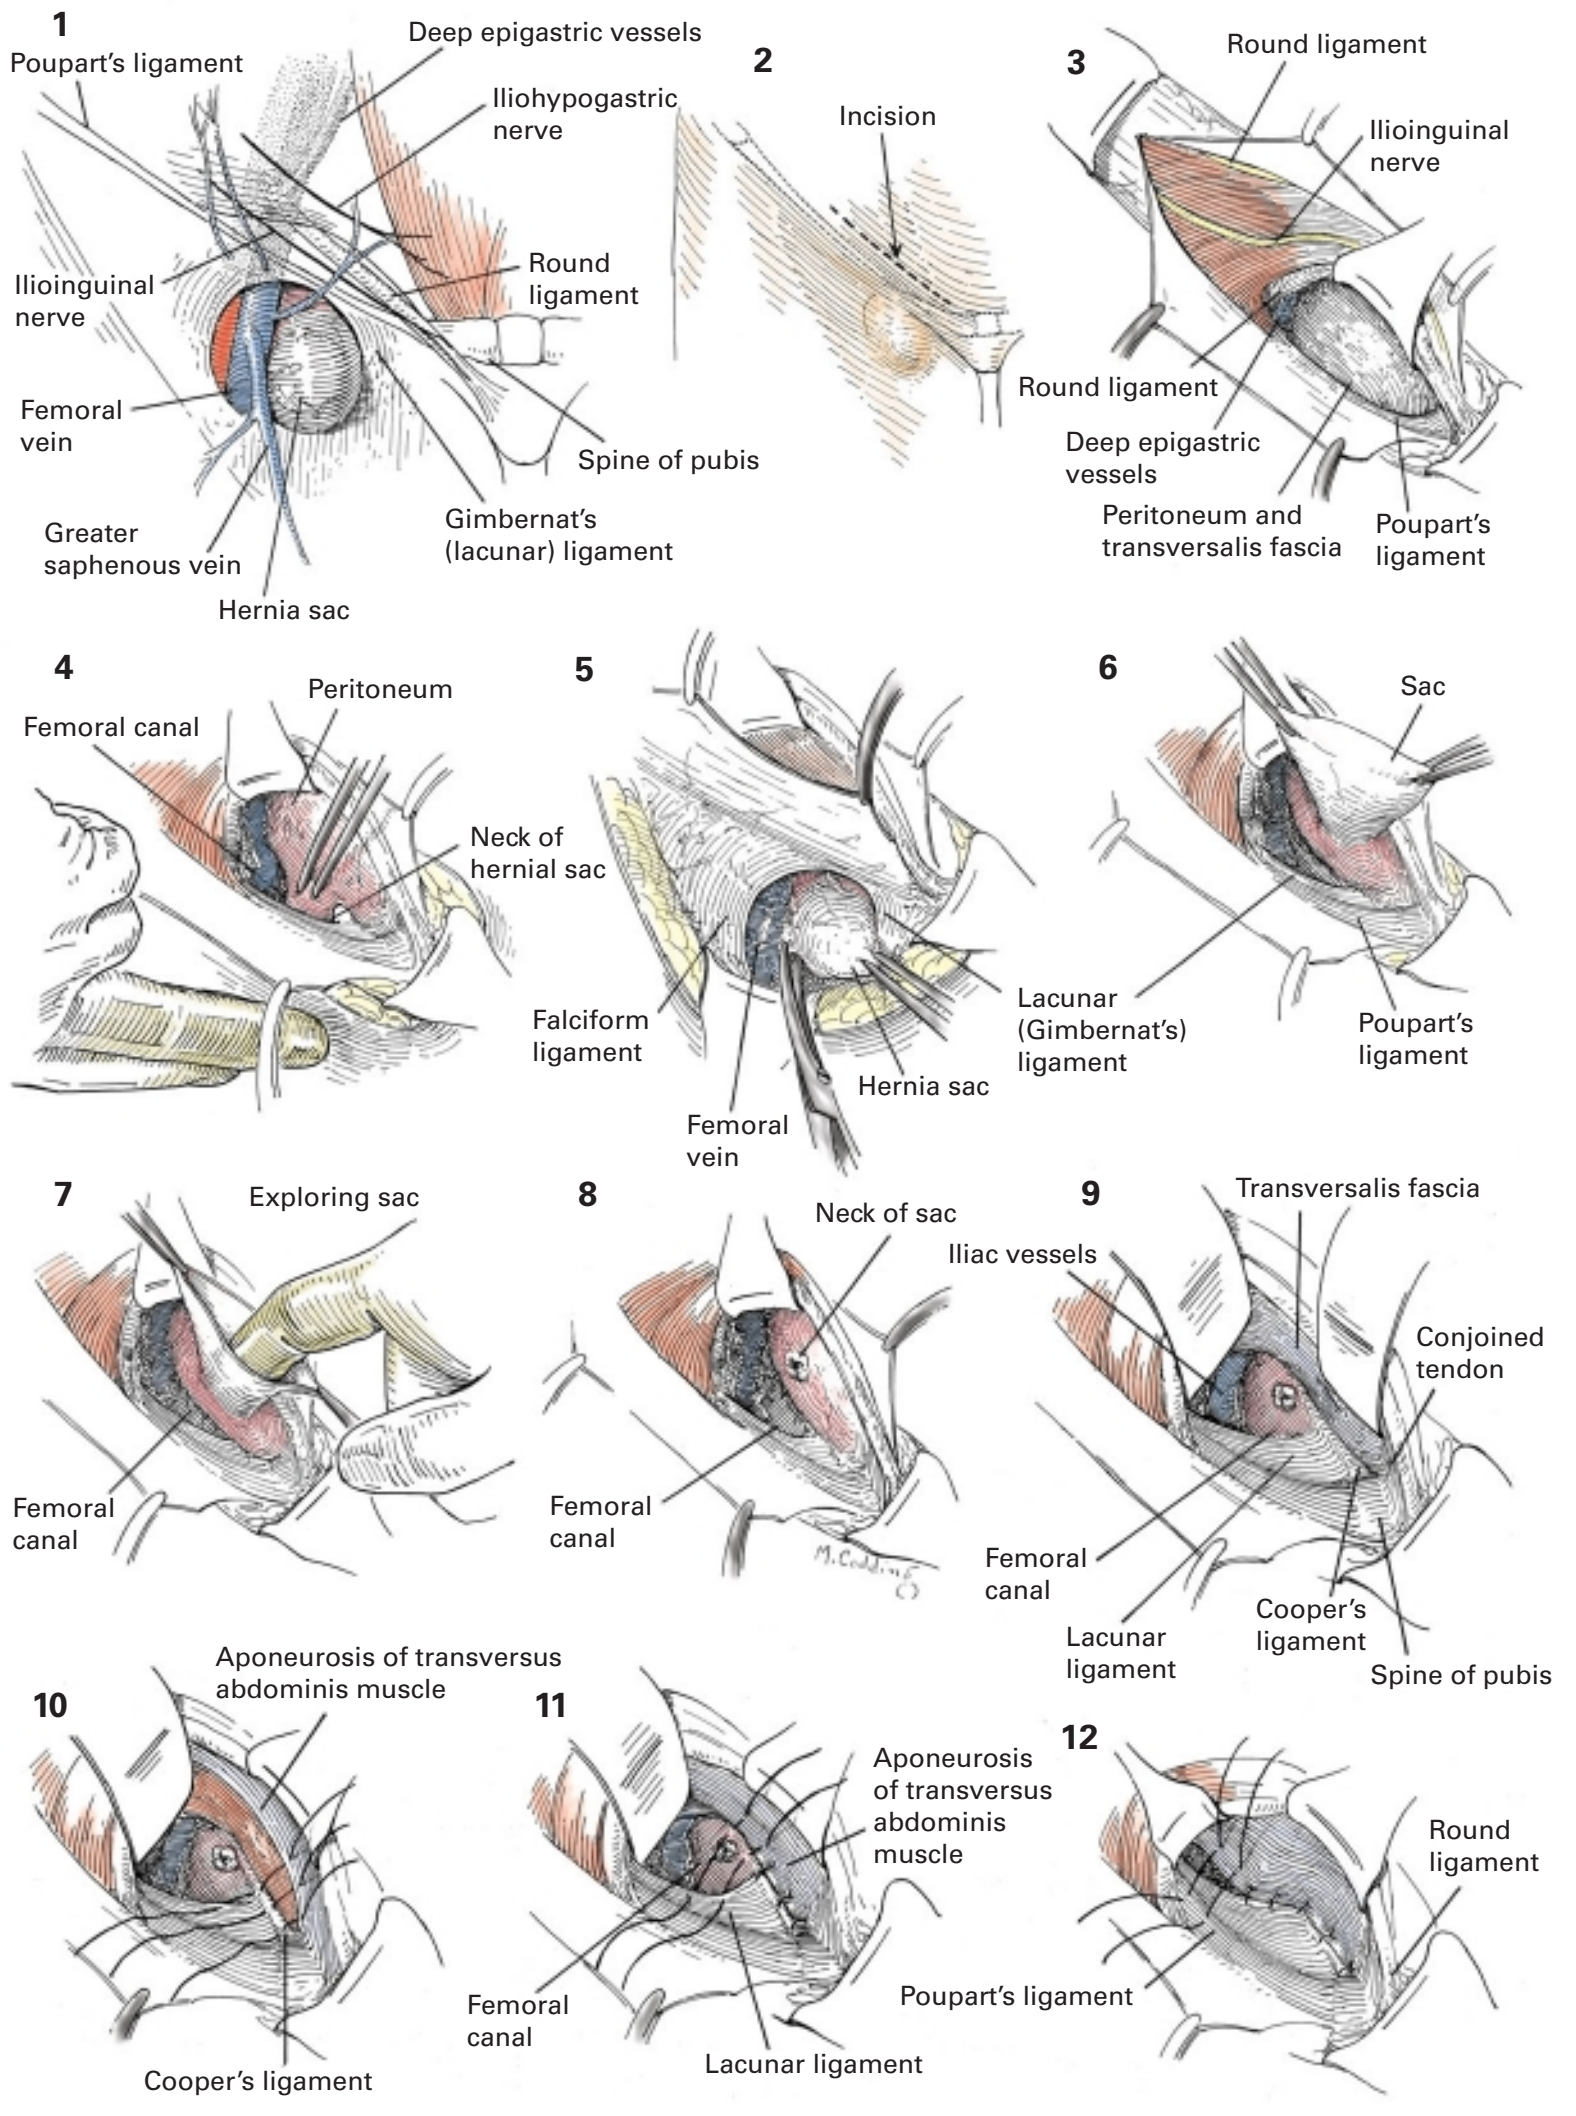 1
Poupart's ligament
Deep epigastric vessels
Iliohypogastric
nerve
Ilioinguinal
nerve
Round
ligament
Femoral
vein
Spine of pubis
Greater
saphenous vein
Gimbernat's
(lacunar) ligament
Hernia sac
2
Incision
3
Round ligament
Ilioinguinal
nerve
Round ligament
Deep epigastric
vessels
Peritoneum and
transversalis fascia
Poupart's
ligament
4
Peritoneum
Femoral canal
Neck of
hernial sac
5
Falciform
ligament
Femoral
vein
Hernia sac
Lacunar
(Gimbernat's)
ligament
6
Sac
Poupart's
ligament
7
Exploring sac
Femoral
canal
8
Neck of sac
Femoral
canal
M. Codding
9
Transversalis fascia
Iliac vessels
Conjoined
tendon
Femoral
canal
Lacunar
ligament
Cooper's
ligament
Spine of pubis
10
Aponeurosis of transversus
abdominis muscle
Cooper's ligament
11
Aponeurosis
of transversus
abdominis
muscle
Femoral
canal
Lacunar ligament
12
Round
ligament
Poupart's ligament